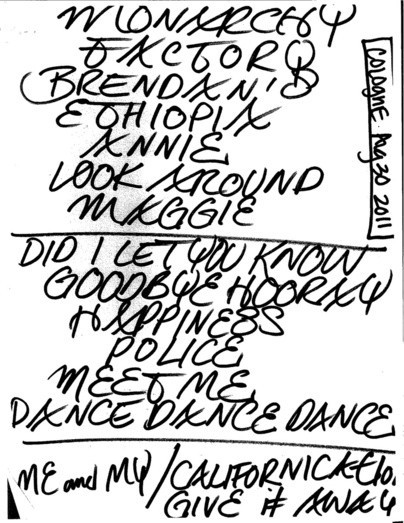 MONARCHY
FACTORY
BRENDAN'S
ETHIOPIA
ANNIE
LOOK AROUND
MAGGIE
COLOGNE Aug 30 2011
DID I LET YOU KNOW
GOODBYE HOORAY
HAPPINESS
POLICE
MEET ME
DANCE DANCE DANCE
ME and MY / CALIFORNICATION
GIVE it AWAY